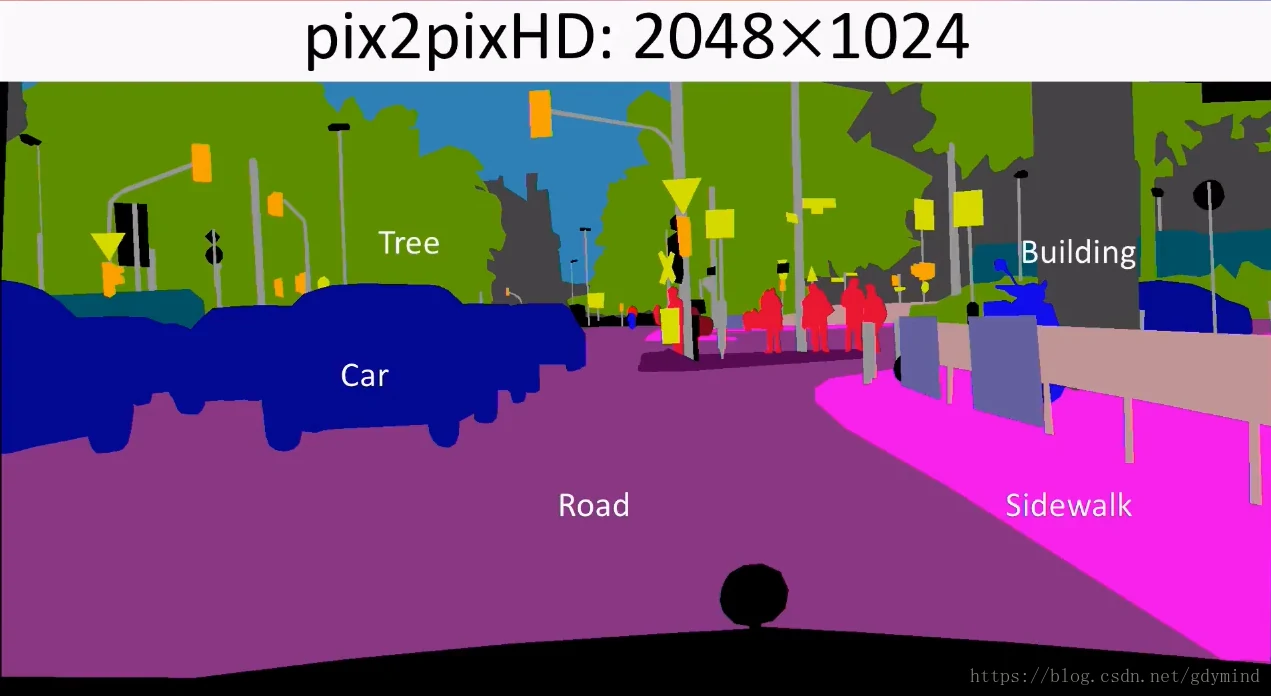 pix2pixHD: 2048×1024
Tree
Building
Car
Road
Sidewalk
https://blog.csdn.net/gdymind